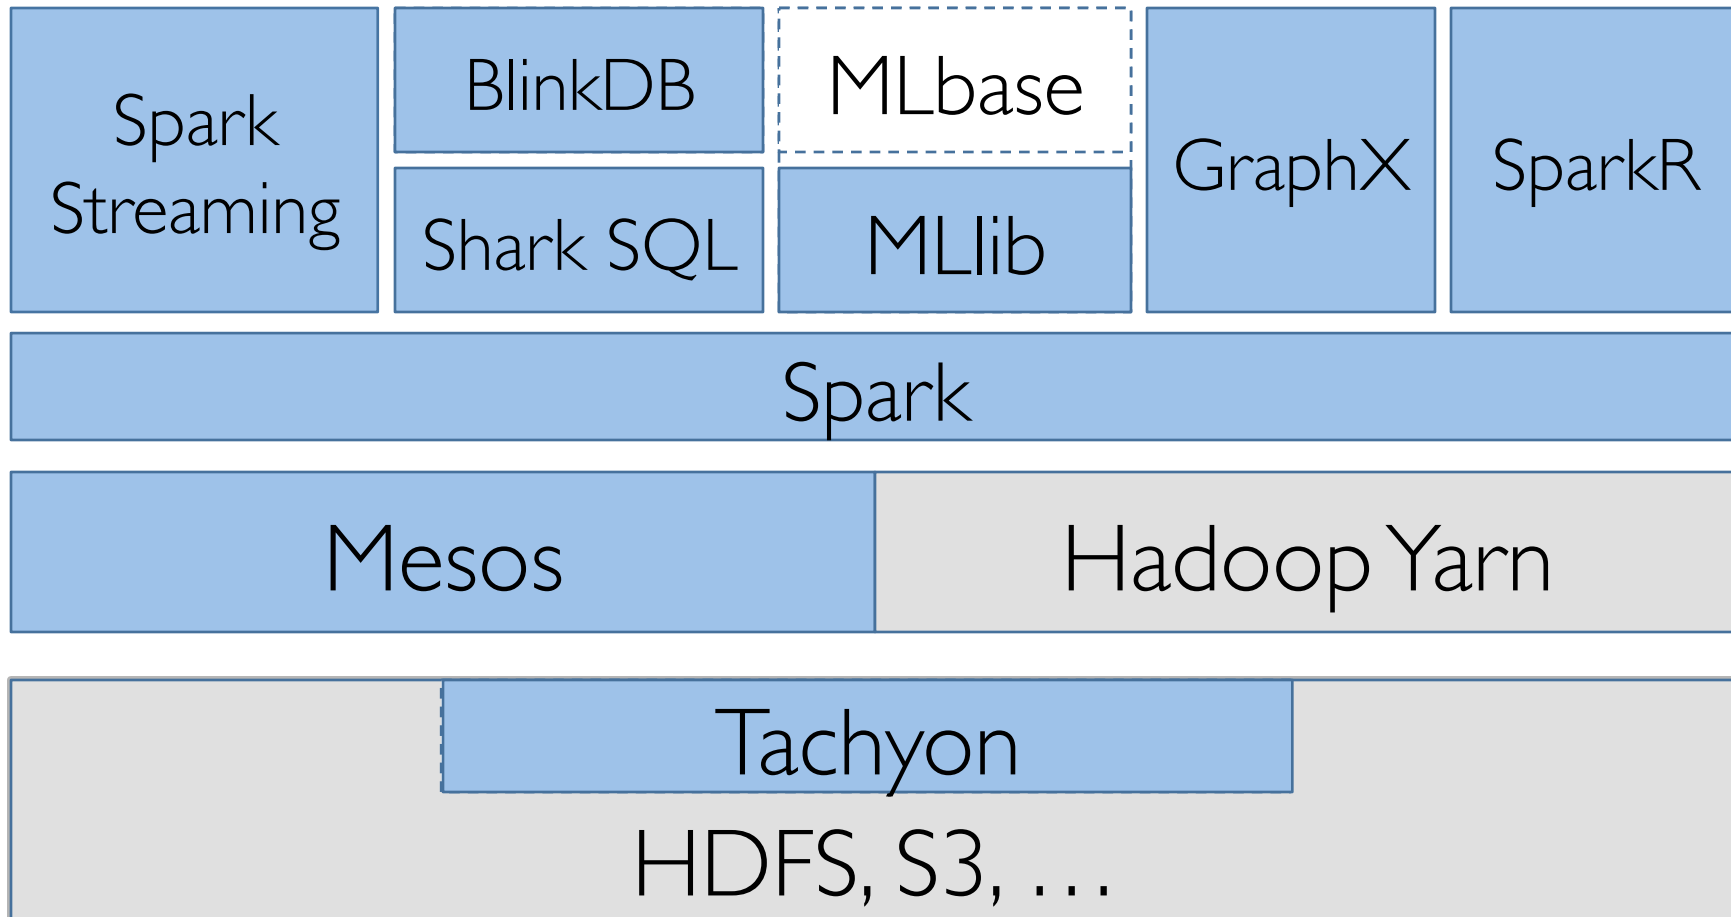 Spark
Streaming
BlinkDB
Shark SQL
MLbase
MLlib
GraphX
SparkR
Spark
Mesos
Hadoop Yarn
Tachyon
HDFS, S3, …